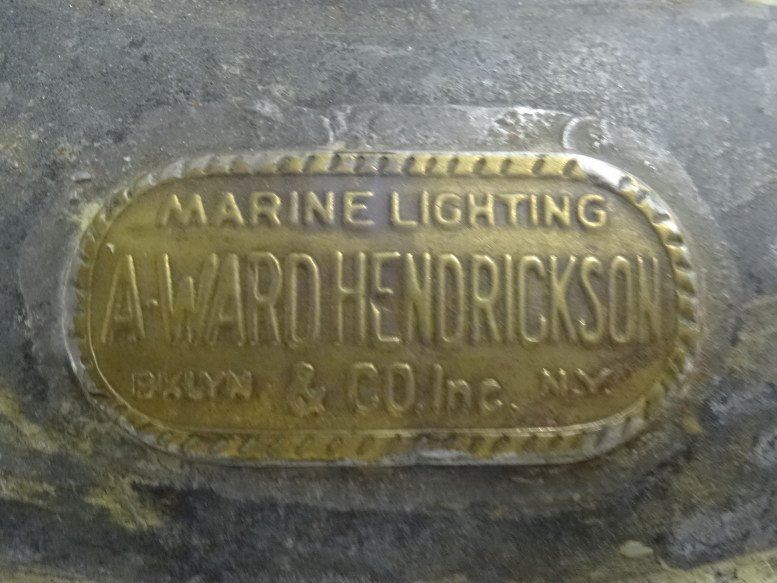 MARINE LIGHTING
A-WARD HENDRICKSON
BKLYN & CO. Inc. N.Y.